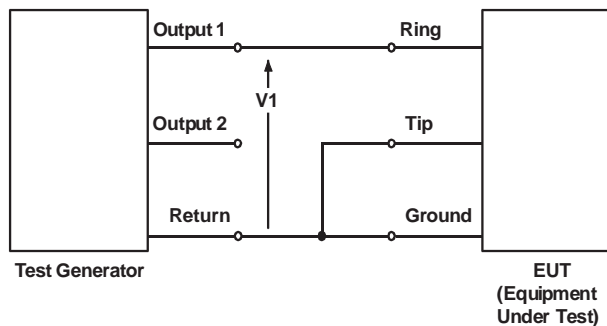 Output 1
Ring
V1
Output 2
Tip
Return
Ground
Test Generator
EUT
(Equipment
Under Test)